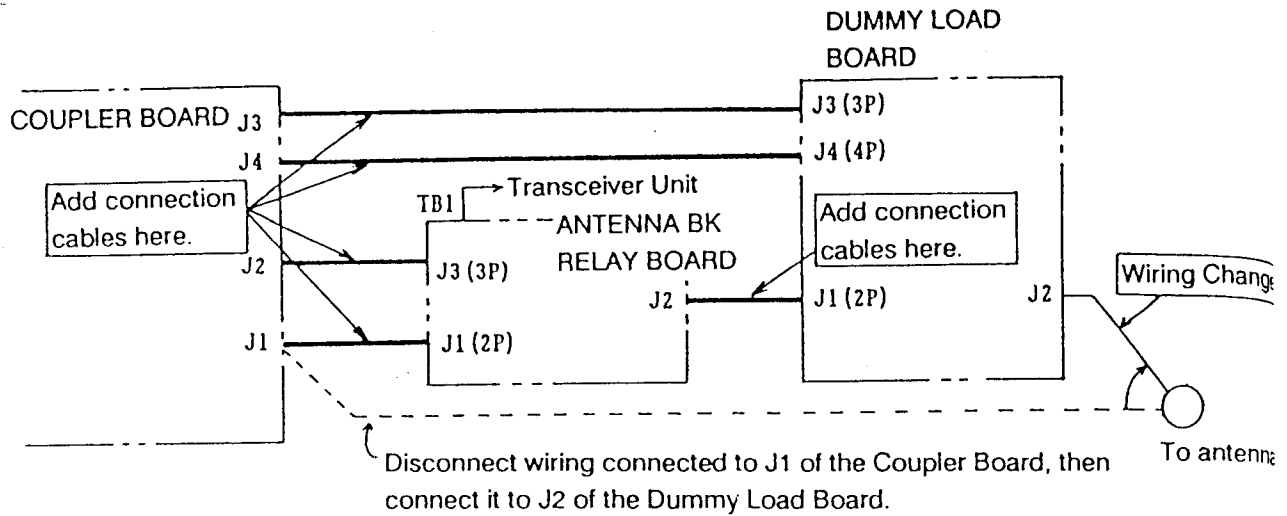 DUMMY LOAD
BOARD
COUPLER BOARD
J3
J3 (3P)
J4
J4 (4P)
Add connection
cables here.
TB1
Transceiver Unit
ANTENNA BK
RELAY BOARD
Add connection
cables here.
J2
J3 (3P)
J2
J1 (2P)
J2
Wiring Change
J1
J1 (2P)
To antenna
Disconnect wiring connected to J1 of the Coupler Board, then
connect it to J2 of the Dummy Load Board.